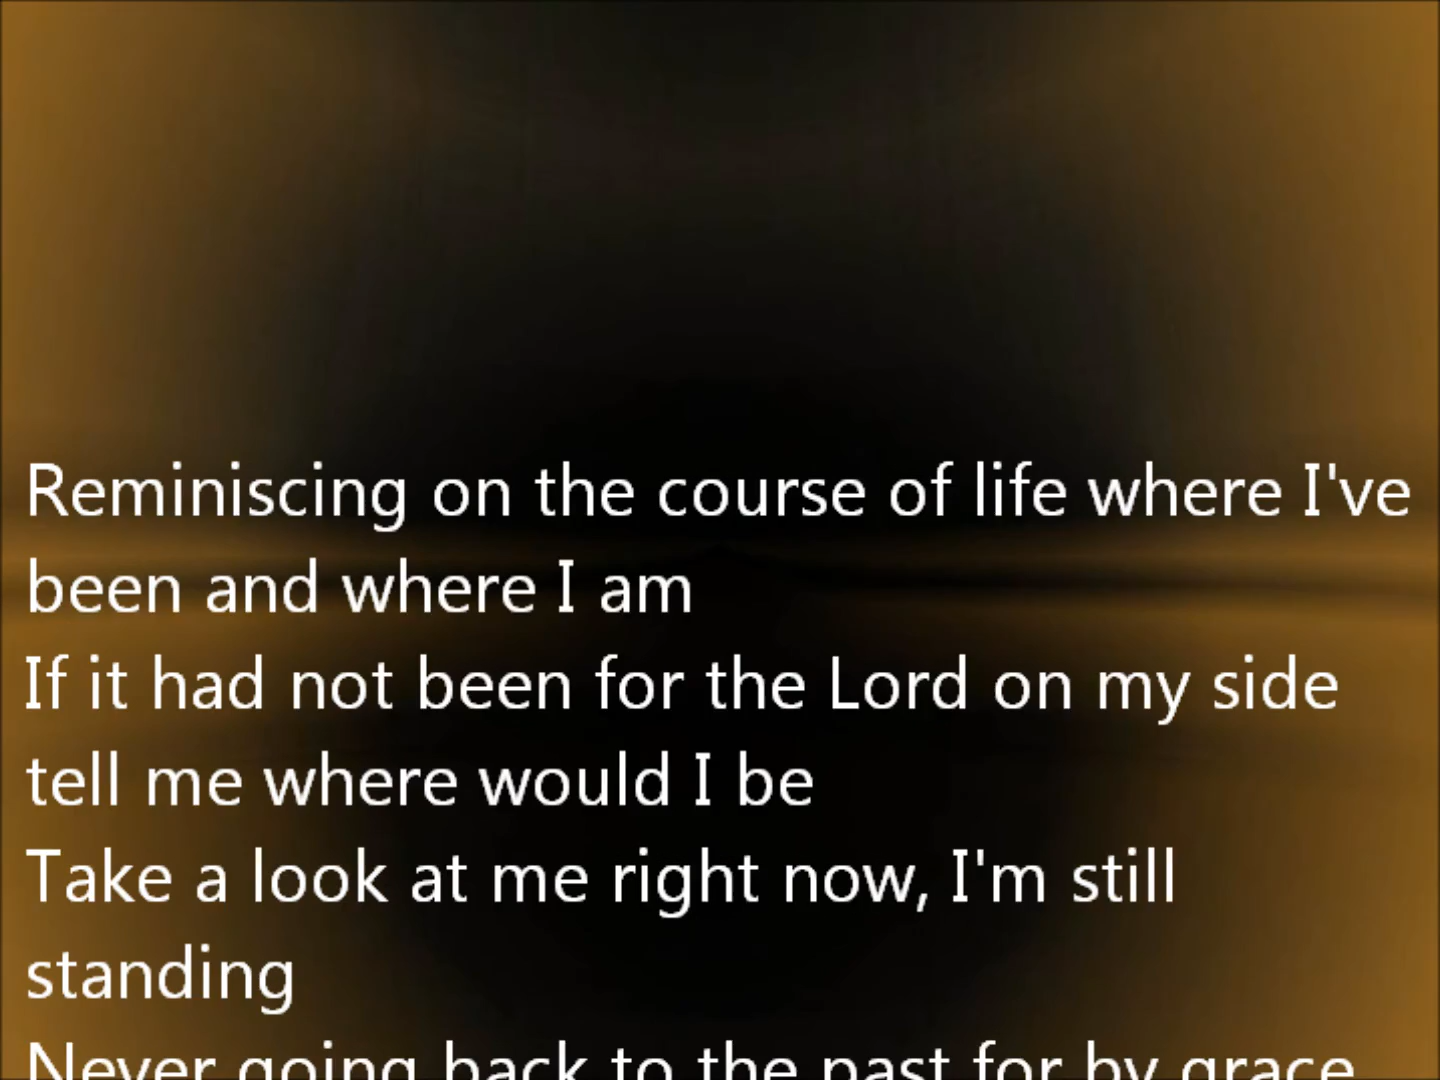 Reminiscing on the course of life where I've
been and where I am
If it had not been for the Lord on my side
tell me where would I be
Take a look at me right now, I'm still
standing
Never going back to the past for by grace